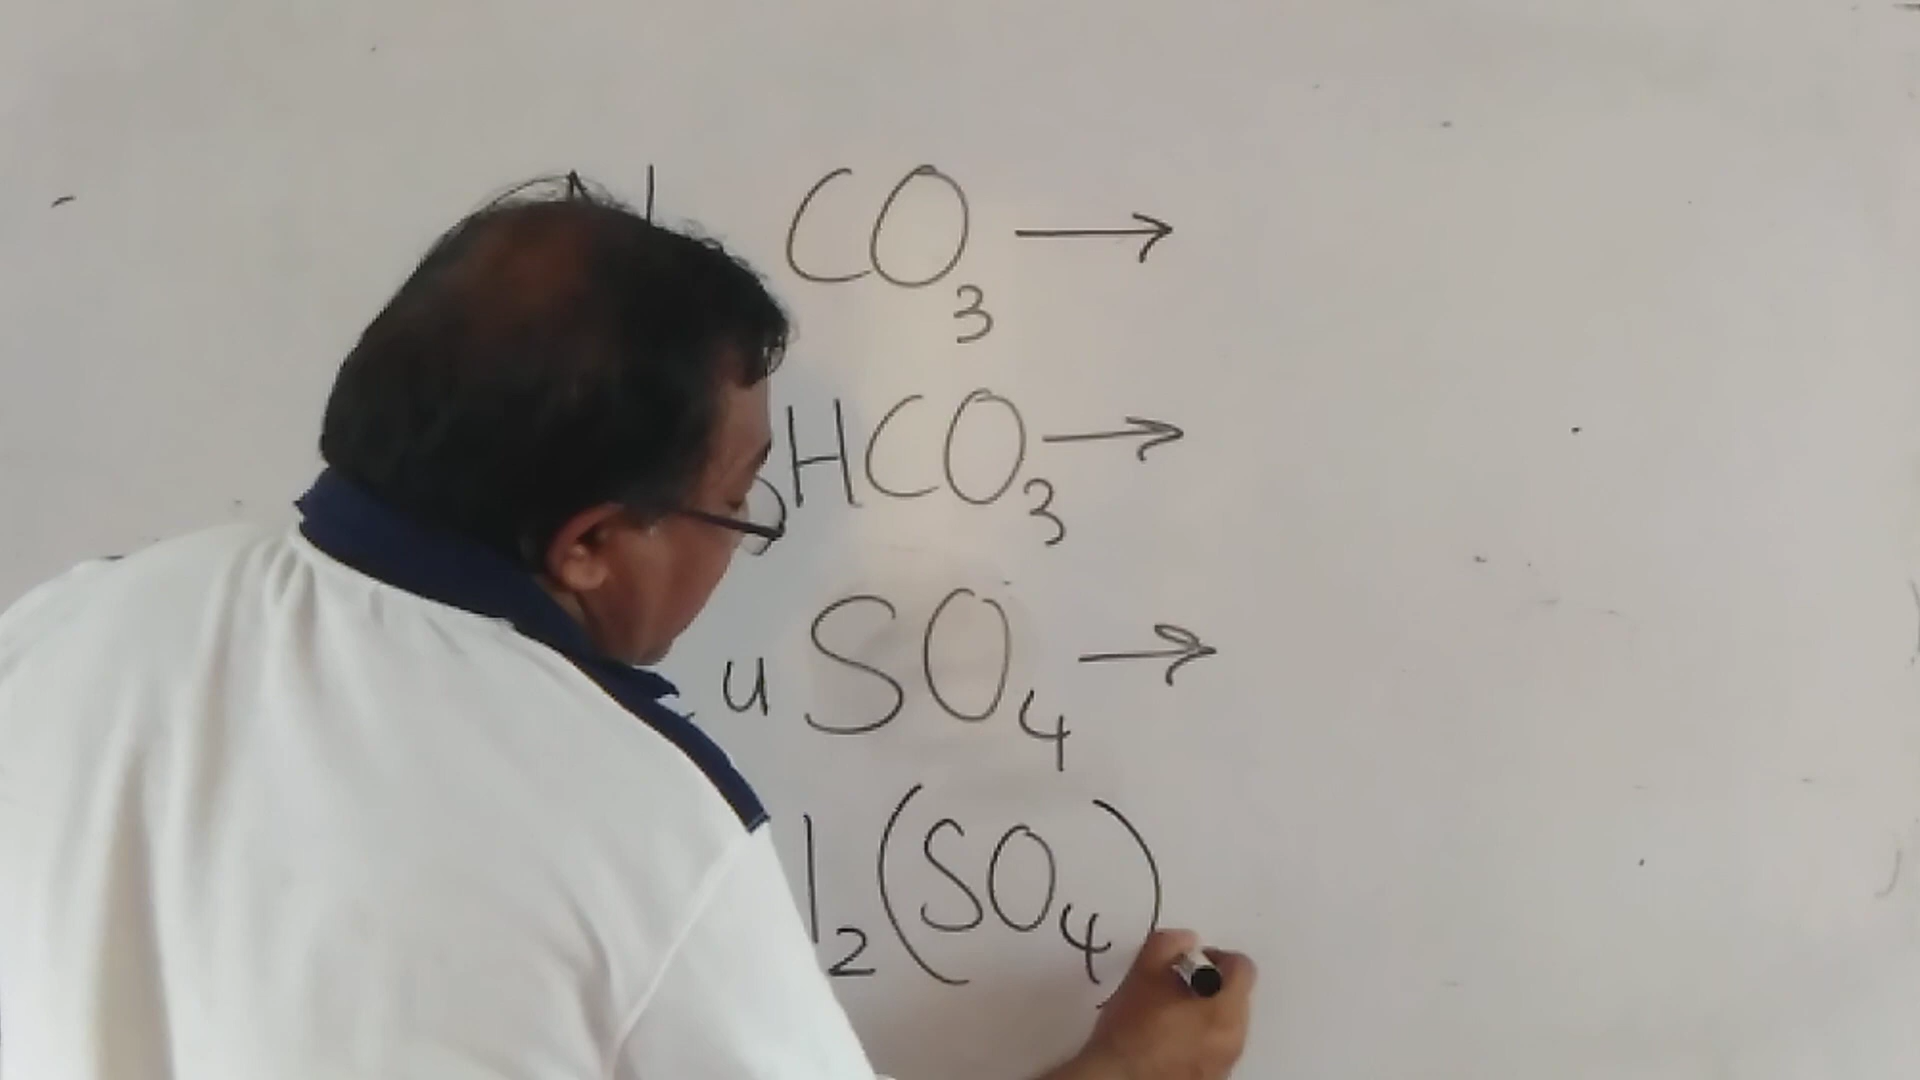 CO₃ →
HCO₃ →
uSO₄ →
l₂(SO₄)